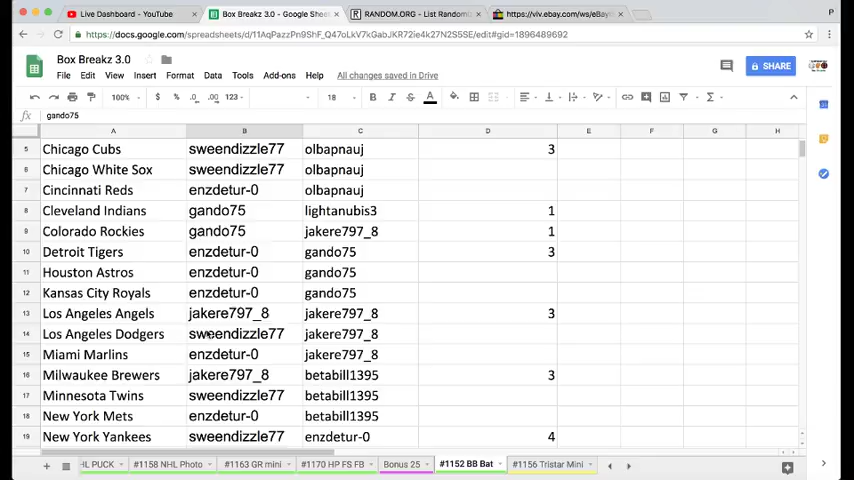 Live Dashboard - YouTube
Box Breakz 3.0 - Google Shee
RANDOM.ORG - List Randomi
https://viv.ebay.com/ws/eBayI
https://docs.google.com/spreadsheets/d/11AqPazzPn9ShF_Q47oLkV7kGabJKR72ie4k27N2S5SE/edit#gid=1896489692
Box Breakz 3.0
SHARE
File Edit View Insert Format Data Tools Add-ons Help All changes saved in Drive
100% $ % .0 .00 123 18 B I S A
fx gando75
A B C D E F G H
5 Chicago Cubs sweendizzle77 olbapnauj 3
6 Chicago White Sox sweendizzle77 olbapnauj
7 Cincinnati Reds enzdetur-0 olbapnauj
8 Cleveland Indians gando75 lightanubis3 1
9 Colorado Rockies gando75 jakere797_8 1
10 Detroit Tigers enzdetur-0 gando75 3
11 Houston Astros enzdetur-0 gando75
12 Kansas City Royals enzdetur-0 gando75
13 Los Angeles Angels jakere797_8 jakere797_8 3
14 Los Angeles Dodgers sweendizzle77 jakere797_8
15 Miami Marlins enzdetur-0 jakere797_8
16 Milwaukee Brewers jakere797_8 betabill1395 3
17 Minnesota Twins sweendizzle77 betabill1395
18 New York Mets enzdetur-0 betabill1395
19 New York Yankees sweendizzle77 enzdetur-0 4
HL PUCK #1158 NHL Photo #1163 GR mini #1170 HP FS FB Bonus 25 #1152 BB Bat #1156 Tristar Mini